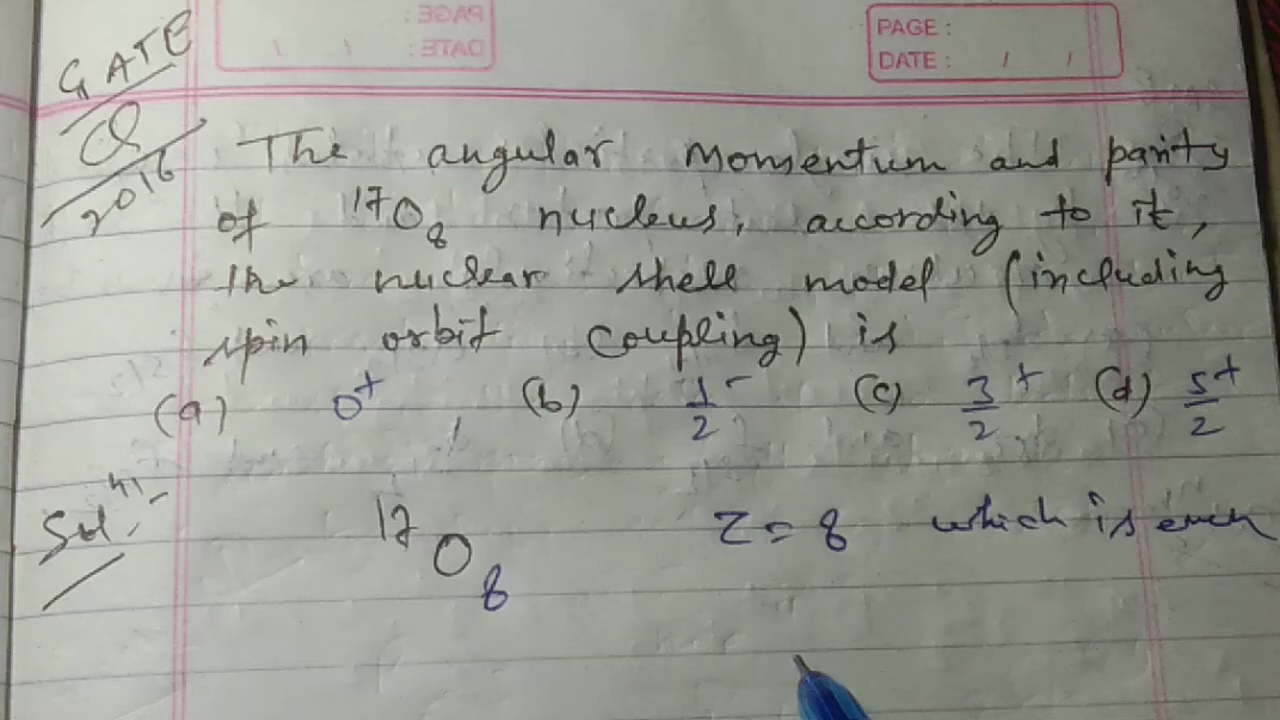 PAGE :
DATE : / /
GATE
Q
2016
The angular momentum and parity
of ¹⁷O₈ nucleus, according to it,
the nuclear shell model (including
spin orbit coupling) is
(a) 0⁺ (b) 1/2⁻ (c) 3/2⁺ (d) 5/2⁺
Solⁿ:-
¹⁷O₈ Z = 8 which is even